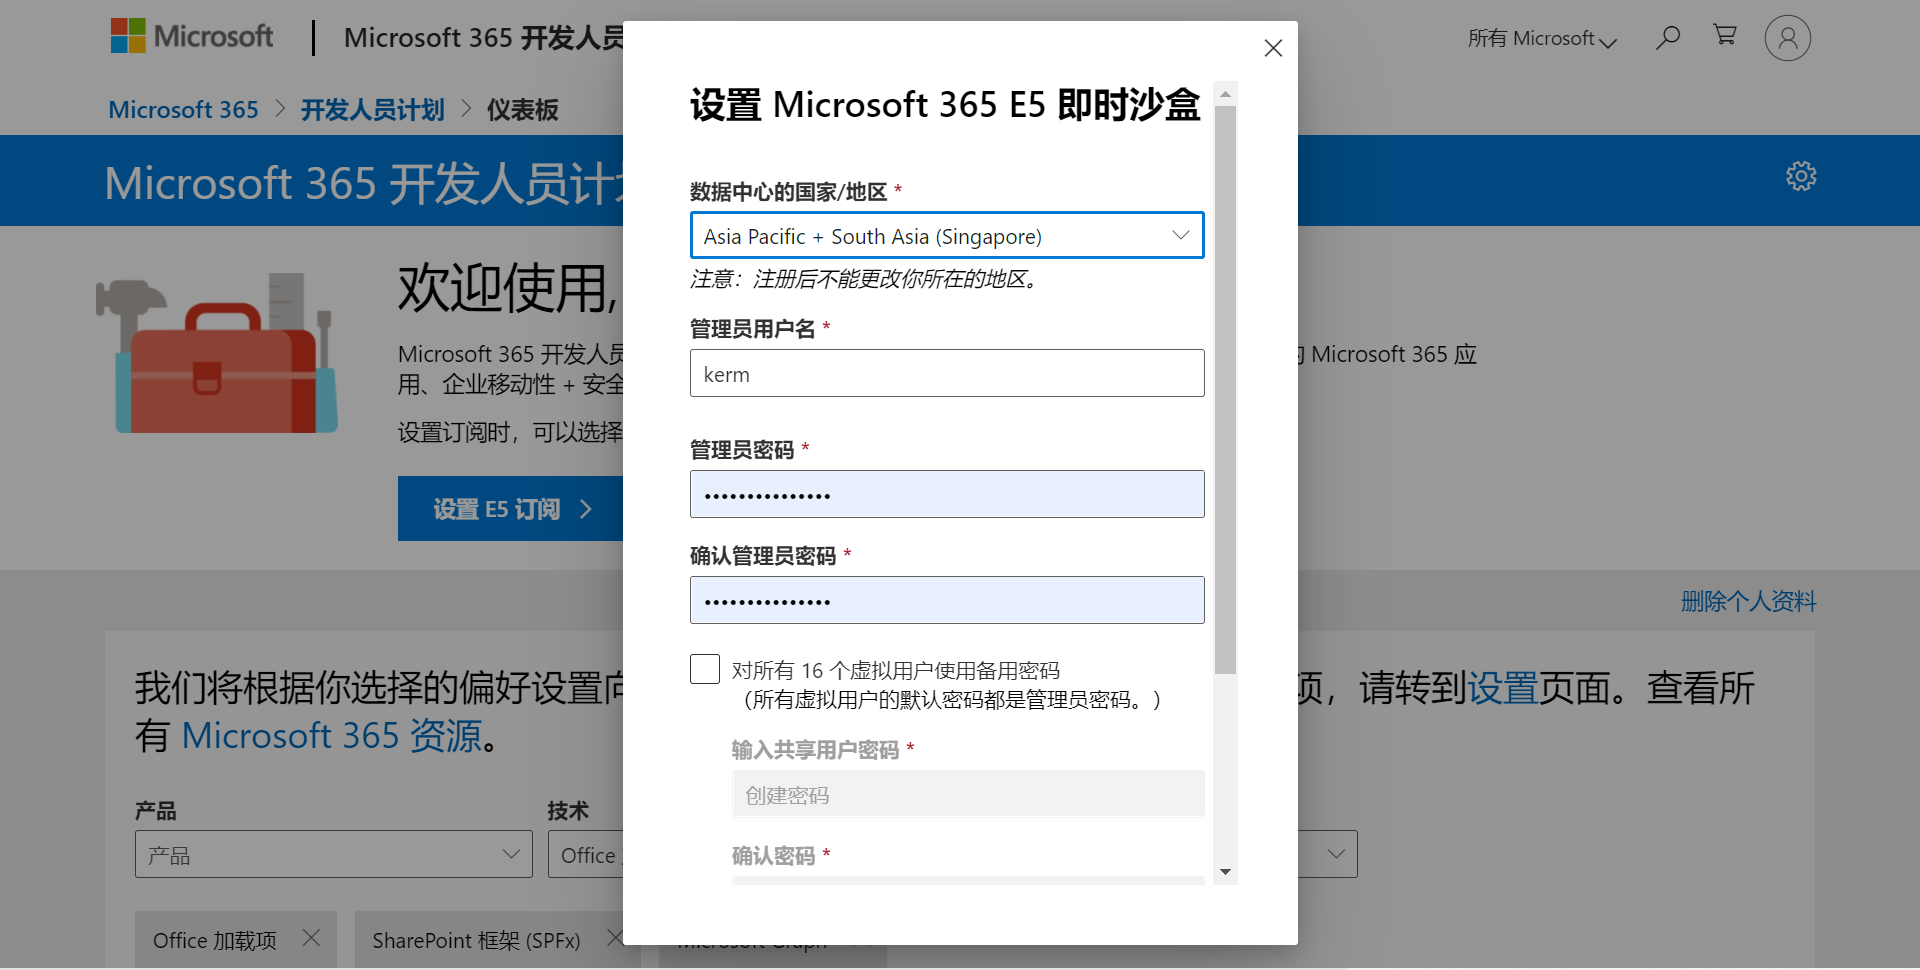 Microsoft
Microsoft 365 开发人员
所有 Microsoft
Microsoft 365 > 开发人员计划 > 仪表板
Microsoft 365 开发人员计
欢迎使用,
Microsoft 365 开发人员
的 Microsoft 365 应
用、企业移动性 + 安全
设置订阅时，可以选择
设置 E5 订阅
删除个人资料
我们将根据你选择的偏好设置向
项，请转到设置页面。查看所
有 Microsoft 365 资源。
产品
技术
产品
Office
Office 加载项
SharePoint 框架 (SPFx)
Microsoft Graph
设置 Microsoft 365 E5 即时沙盒
数据中心的国家/地区 *
Asia Pacific + South Asia (Singapore)
注意：注册后不能更改你所在的地区。
管理员用户名 *
kerm
管理员密码 *
•••••••••••••••
确认管理员密码 *
•••••••••••••••
对所有 16 个虚拟用户使用备用密码
（所有虚拟用户的默认密码都是管理员密码。）
输入共享用户密码 *
创建密码
确认密码 *